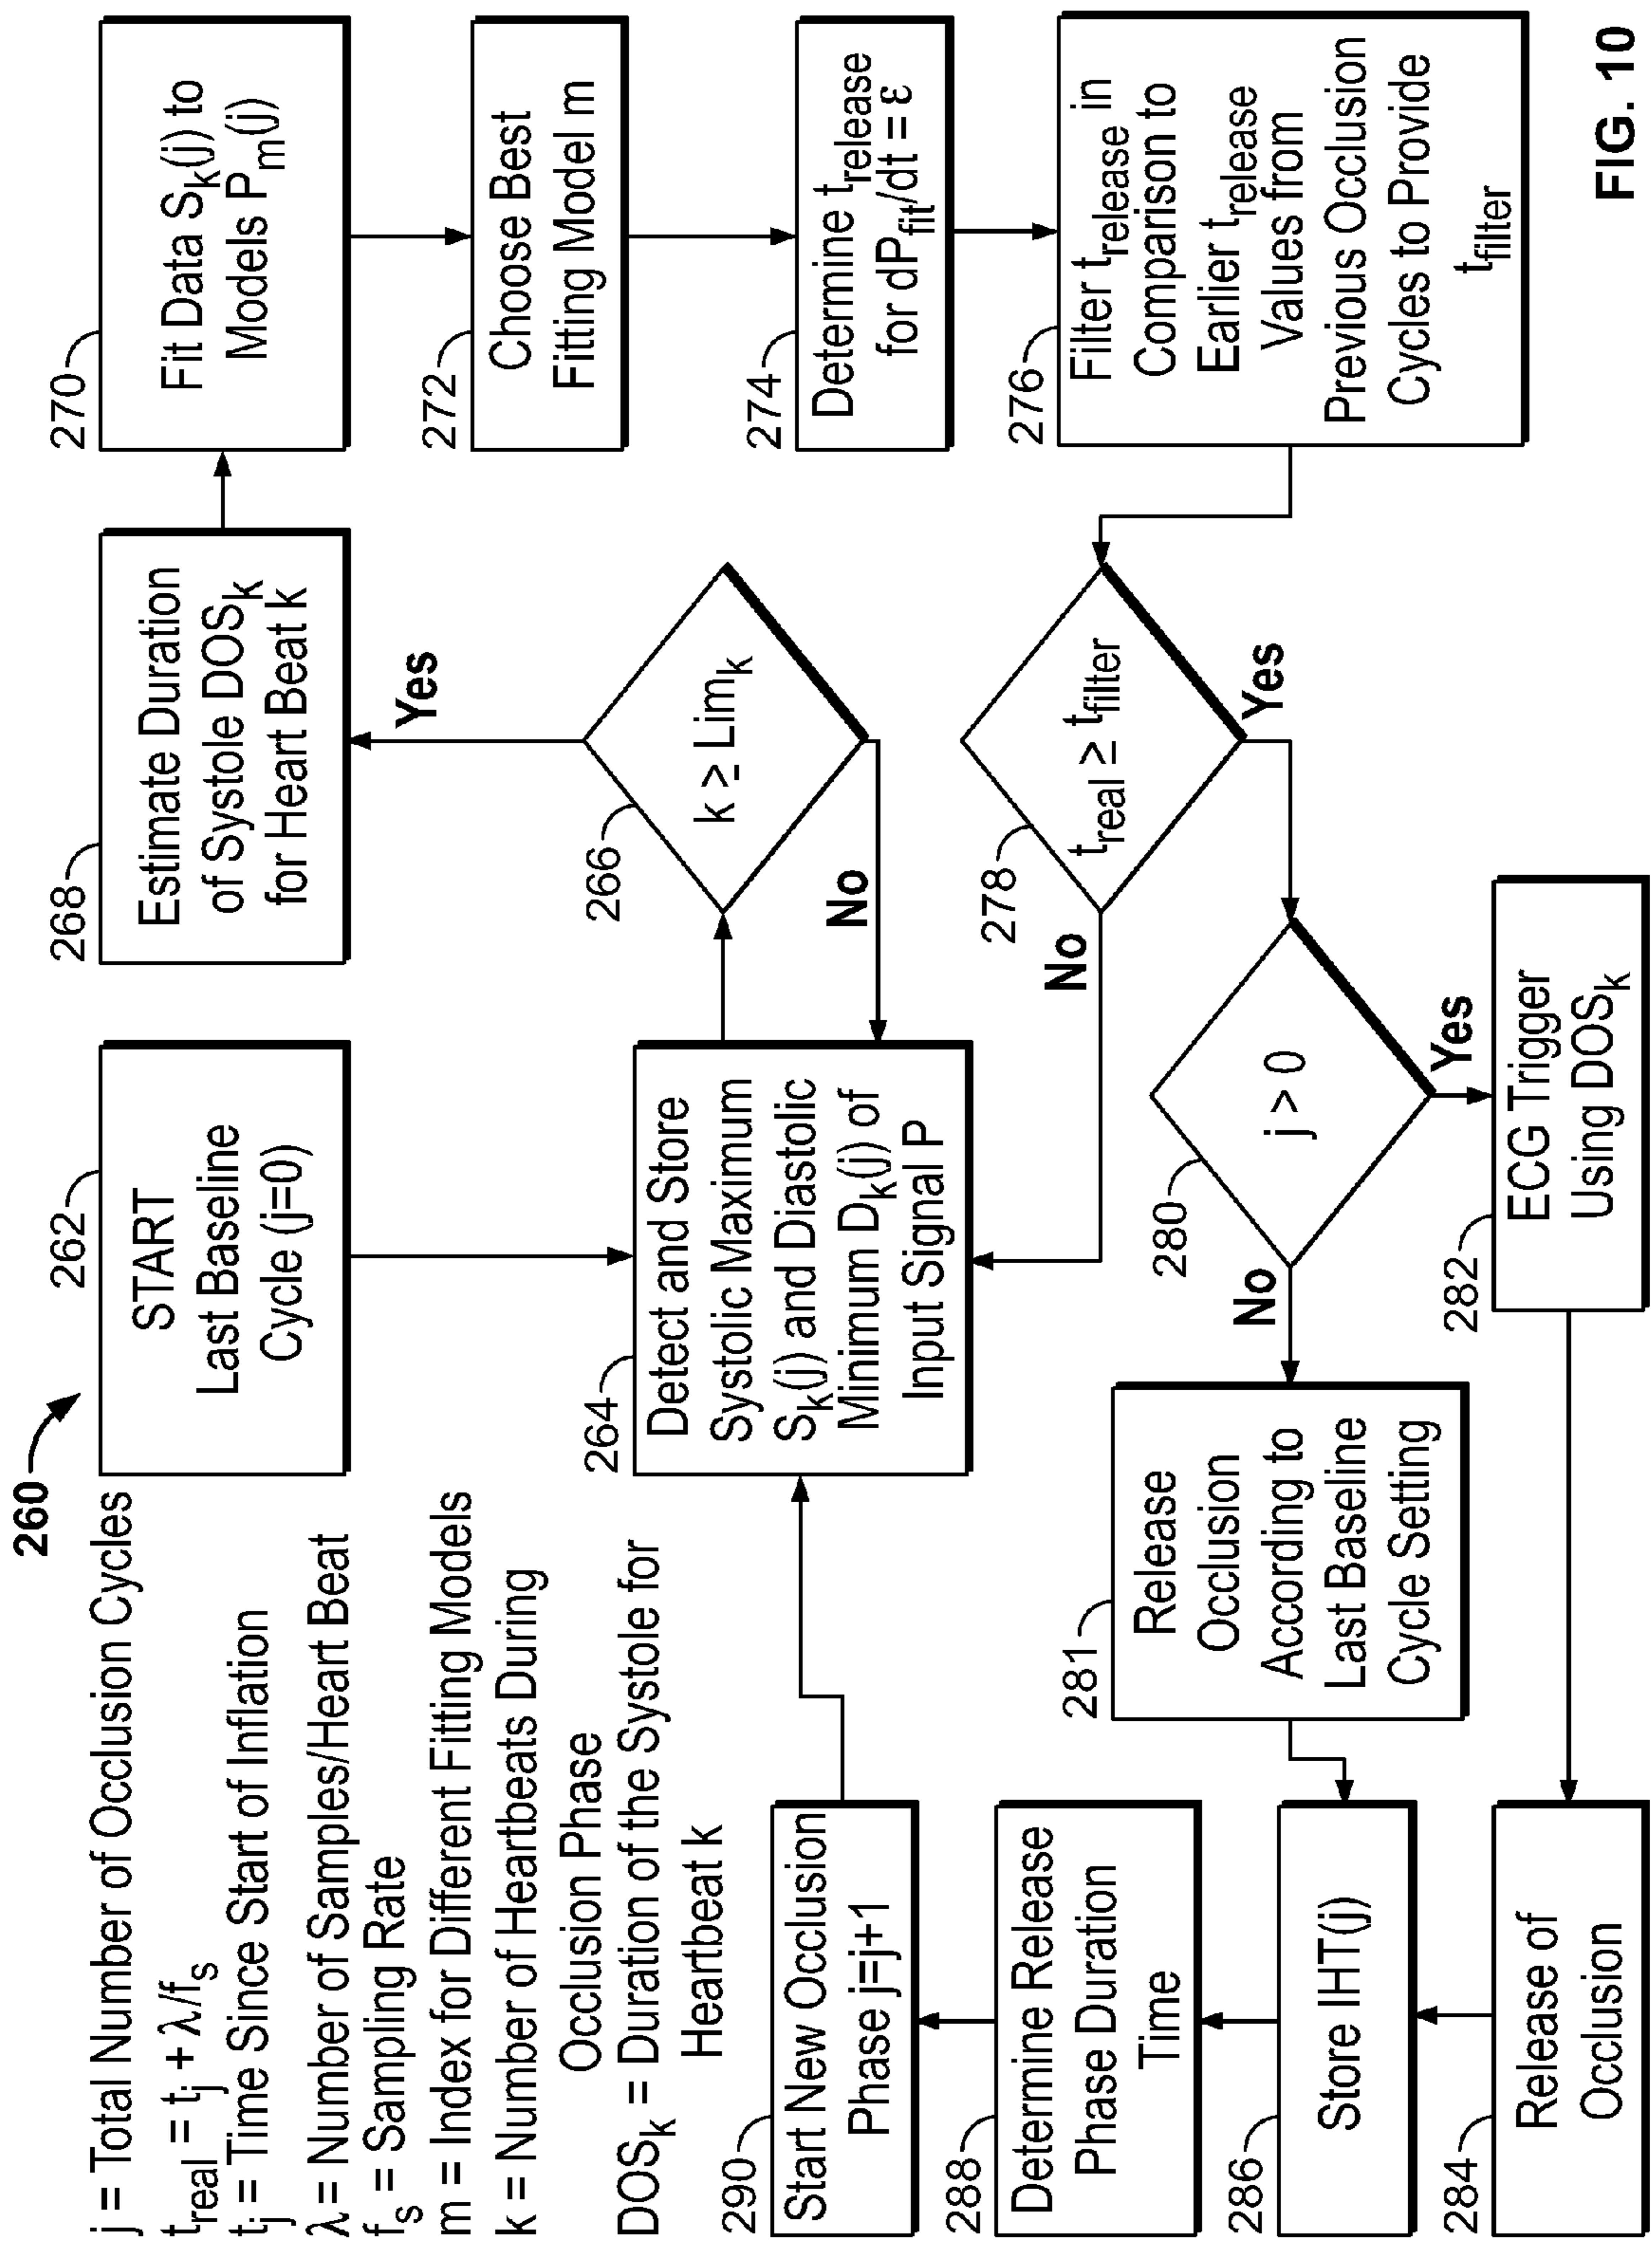 260
j = Total Number of Occlusion Cycles
t_real = t_j + λ/f_s
t_j = Time Since Start of Inflation
λ = Number of Samples/Heart Beat
f_s = Sampling Rate
m = Index for Different Fitting Models
k = Number of Heartbeats During
Occlusion Phase
DOS_k = Duration of the Systole for
Heartbeat k
262
START
Last Baseline
Cycle (j=0)
264
Detect and Store
Systolic Maximum
S_k(j) and Diastolic
Minimum D_k(j) of
Input Signal P
266
k ≥ Lim_k
Yes
No
268
Estimate Duration
of Systole DOS_k
for Heart Beat k
270
Fit Data S_k(j) to
Models P_m(j)
272
Choose Best
Fitting Model m
274
Determine t_release
for dP_fit/dt = ε
276
Filter t_release in
Comparison to
Earlier t_release
Values from
Previous Occlusion
Cycles to Provide
t_filter
278
t_real ≥ t_filter
No
Yes
280
j > 0
No
Yes
281
Release
Occlusion
According to
Last Baseline
Cycle Setting
282
ECG Trigger
Using DOS_k
284
Release of
Occlusion
286
Store IHT(j)
288
Determine Release
Phase Duration
Time
290
Start New Occlusion
Phase j=j+1
FIG. 10